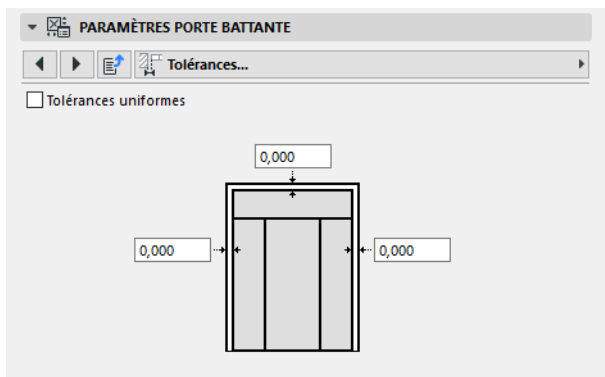 PARAMÈTRES PORTE BATTANTE
Tolérances...
Tolérances uniformes
0,000
0,000 0,000